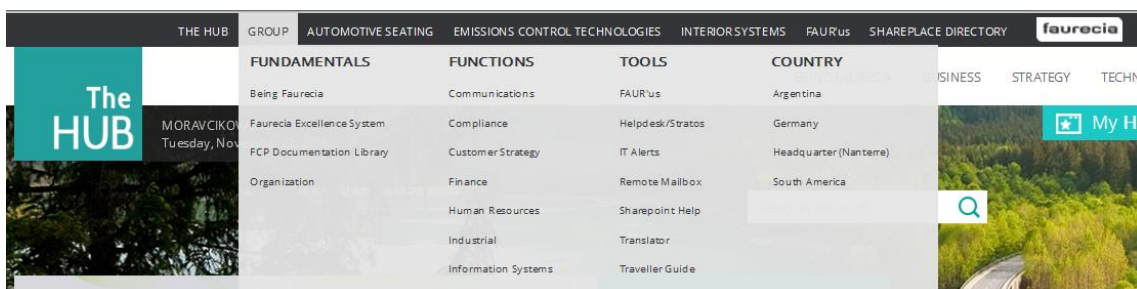 THE HUB GROUP AUTOMOTIVE SEATING EMISSIONS CONTROL TECHNOLOGIES INTERIOR SYSTEMS FAUR'us SHAREPLACE DIRECTORY faurecia
FUNDAMENTALS FUNCTIONS TOOLS COUNTRY
STRATEGY
Being Faurecia Communications FAUR'us Argentina
The
HUB
MORAVCIKOV
Tuesday, Nov
Faurecia Excellence System Compliance Helpdesk/Stratos Germany
My H
FCP Documentation Library Customer Strategy IT Alerts Headquarter (Nanterre)
Organization Finance Remote Mailbox South America
Human Resources Sharepoint Help
Industrial Translator
Information Systems Traveller Guide